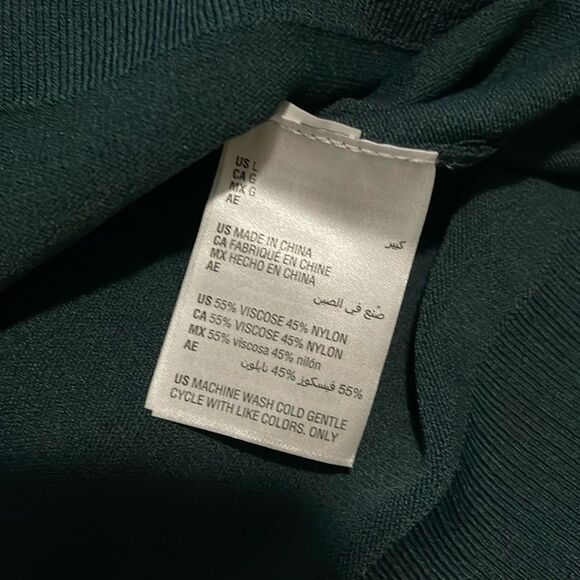 US L
CA G
MX G
AE
كبير
US MADE IN CHINA
CA FABRIQUE EN CHINE
MX HECHO EN CHINA
AE
صنع في الصين
US 55% VISCOSE 45% NYLON
CA 55% VISCOSE 45% NYLON
MX 55% viscosa 45% nilón
AE
55% فيسكوز 45% نايلون
US MACHINE WASH COLD GENTLE
CYCLE WITH LIKE COLORS. ONLY